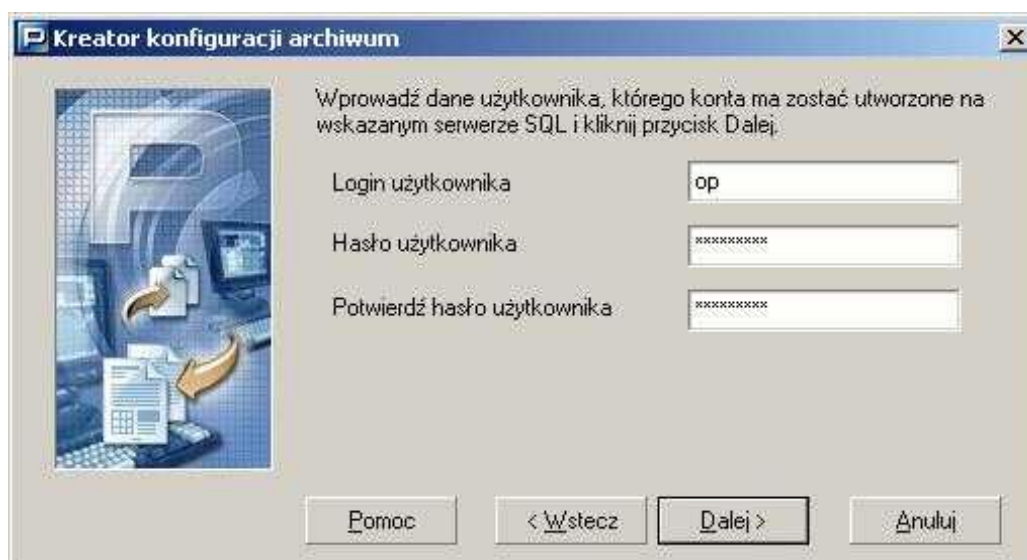 Kreator konfiguracji archiwum
Wprowadź dane użytkownika, którego konta ma zostać utworzone na
wskazanym serwerze SQL i kliknij przycisk Dalej.
Login użytkownika
op
Hasło użytkownika
*********
Potwierdź hasło użytkownika
*********
Pomoc
< Wstecz
Dalej >
Anuluj